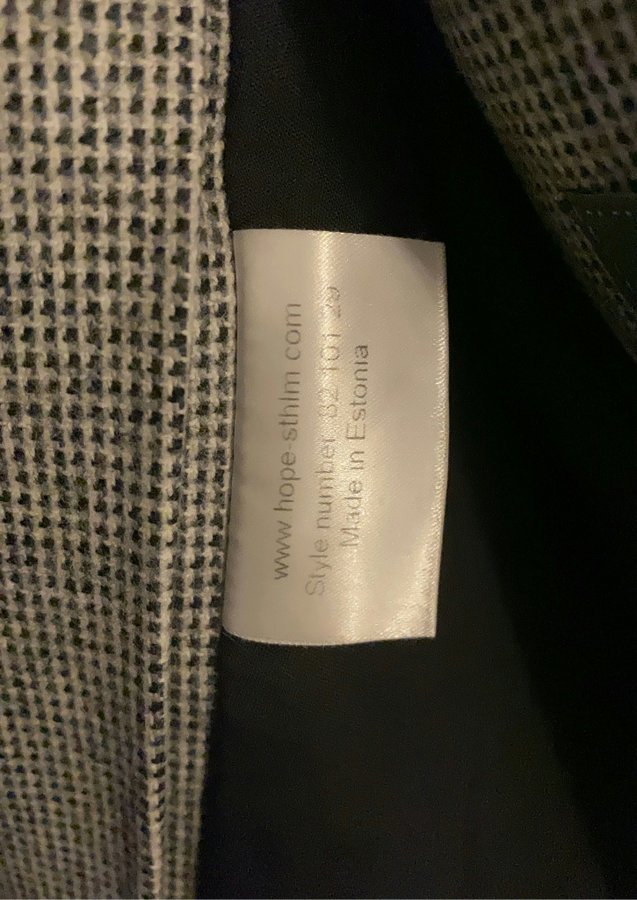 www.hope-sthlm.com
Style number 82 101 29
Made in Estonia